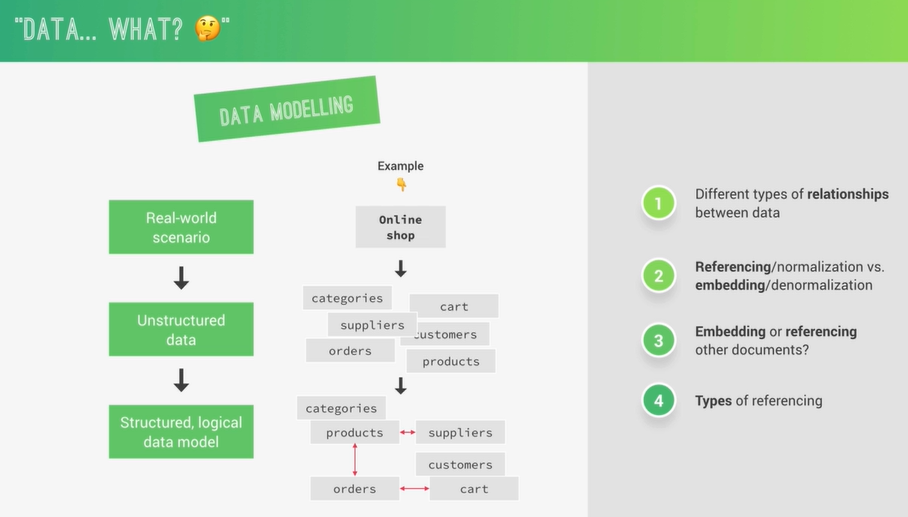 "DATA... WHAT? 🤔"
DATA MODELLING
Real-world
scenario
Unstructured
data
Structured, logical
data model
Example
👇
Online
shop
categories
cart
suppliers
customers
orders
products
categories
products
suppliers
customers
orders
cart
1
Different types of relationships
between data
2
Referencing/normalization vs.
embedding/denormalization
3
Embedding or referencing
other documents?
4
Types of referencing